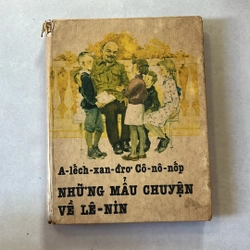 A-lếch-xan-đrơ Cô-nô-nốp
NHỮNG MẨU CHUYỆN
VỀ LÊ-NIN